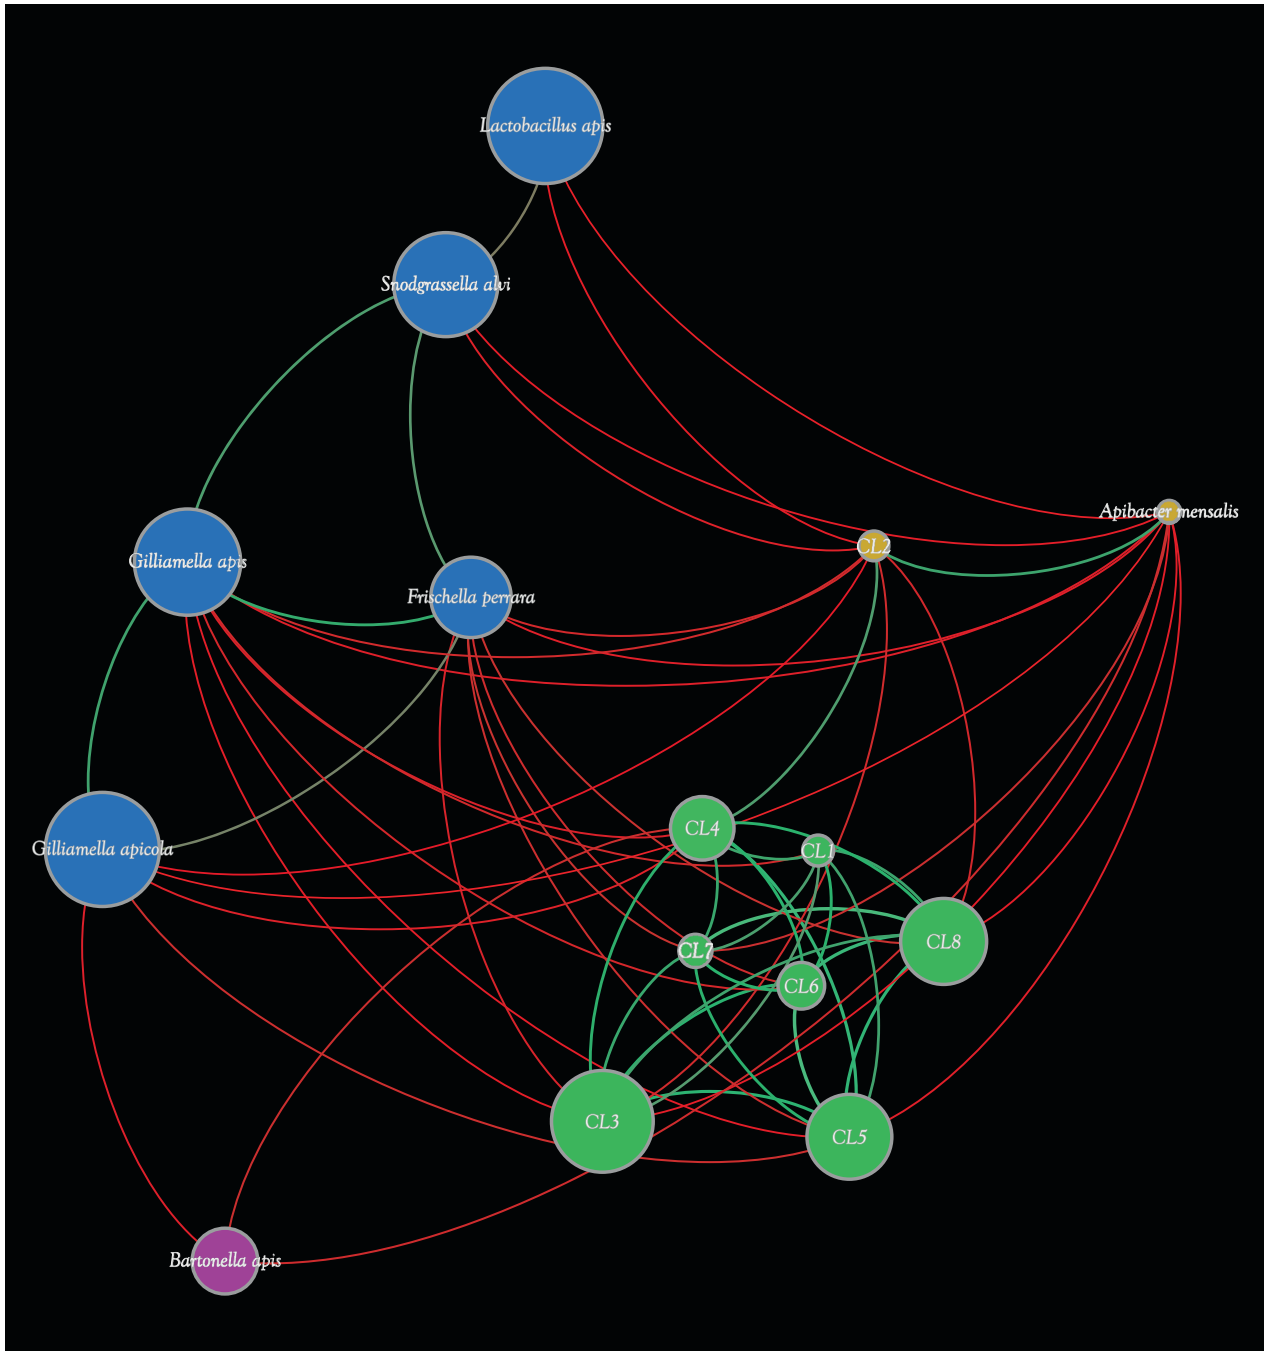 Lactobacillus apis
Snodgrassella alvi
Apibacter mensalis
CL2
Gilliamella apis
Frischella perrara
CL4
Gilliamella apicola
CL1
CL8
CL7
CL6
CL3
CL5
Bartonella apis